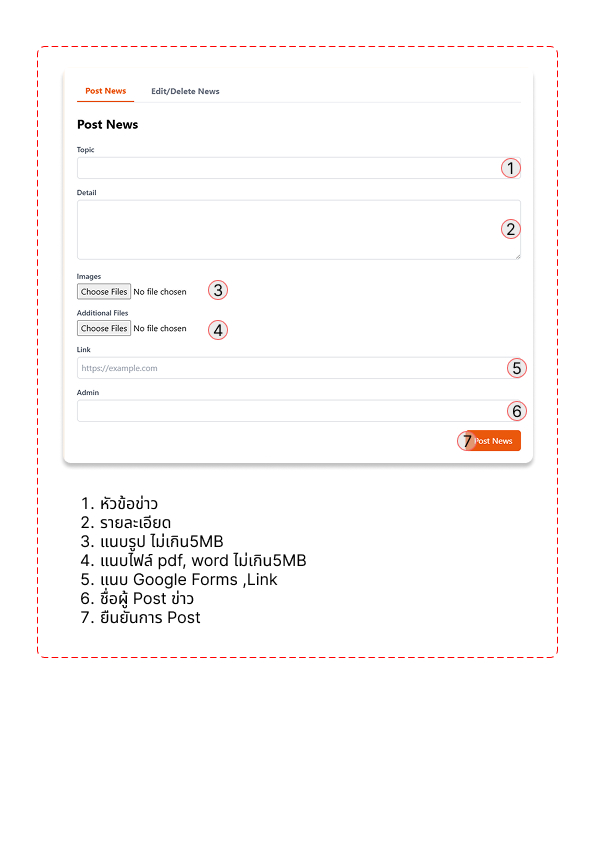 Post News Edit/Delete News
Post News
Topic
1
Detail
2
Images
Choose Files No file chosen 3
Additional Files
Choose Files No file chosen 4
Link
https://example.com 5
Admin
6
7 Post News
1. หัวข้อข่าว
2. รายละเอียด
3. แนบรูป ไม่เกิน5MB
4. แนบไฟล์ pdf, word ไม่เกิน5MB
5. แนบ Google Forms ,Link
6. ชื่อผู้ Post ข่าว
7. ยืนยันการ Post